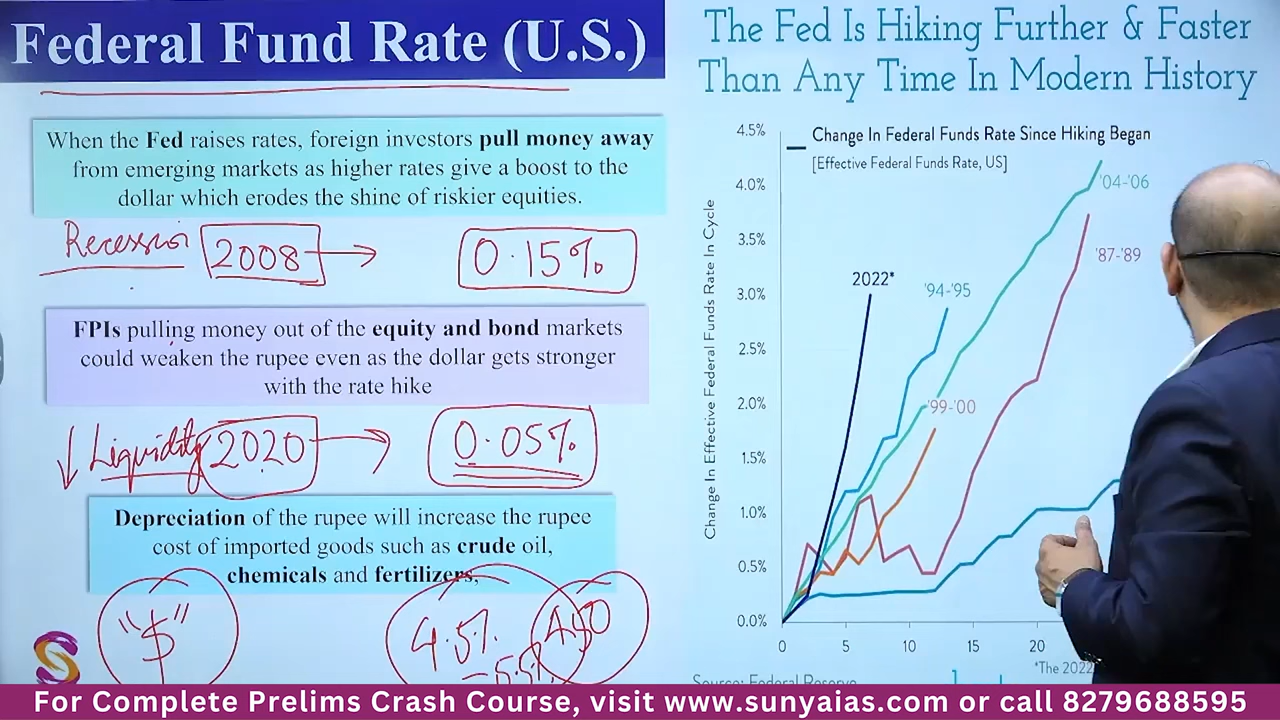 Federal Fund Rate (U.S.)
When the Fed raises rates, foreign investors pull money away
from emerging markets as higher rates give a boost to the
dollar which erodes the shine of riskier equities.
Recession 2008 → 0.15%
FPIs pulling money out of the equity and bond markets
could weaken the rupee even as the dollar gets stronger
with the rate hike
↓ Liquidity 2020 → 0.05%
Depreciation of the rupee will increase the rupee
cost of imported goods such as crude oil,
chemicals and fertilizers,
"$"
4.5%
-5.5%
The Fed Is Hiking Further & Faster
Than Any Time In Modern History
Change In Federal Funds Rate Since Hiking Began
[Effective Federal Funds Rate, US]
Change In Effective Federal Funds Rate In Cycle
4.5%
4.0%
3.5%
3.0%
2.5%
2.0%
1.5%
1.0%
0.5%
0.0%
'04-'06
'87-'89
2022*
'94-'95
'99-'00
0 5 10 15 20
*The 2022
Source: Federal Reserve
For Complete Prelims Crash Course, visit www.sunyaias.com or call 8279688595